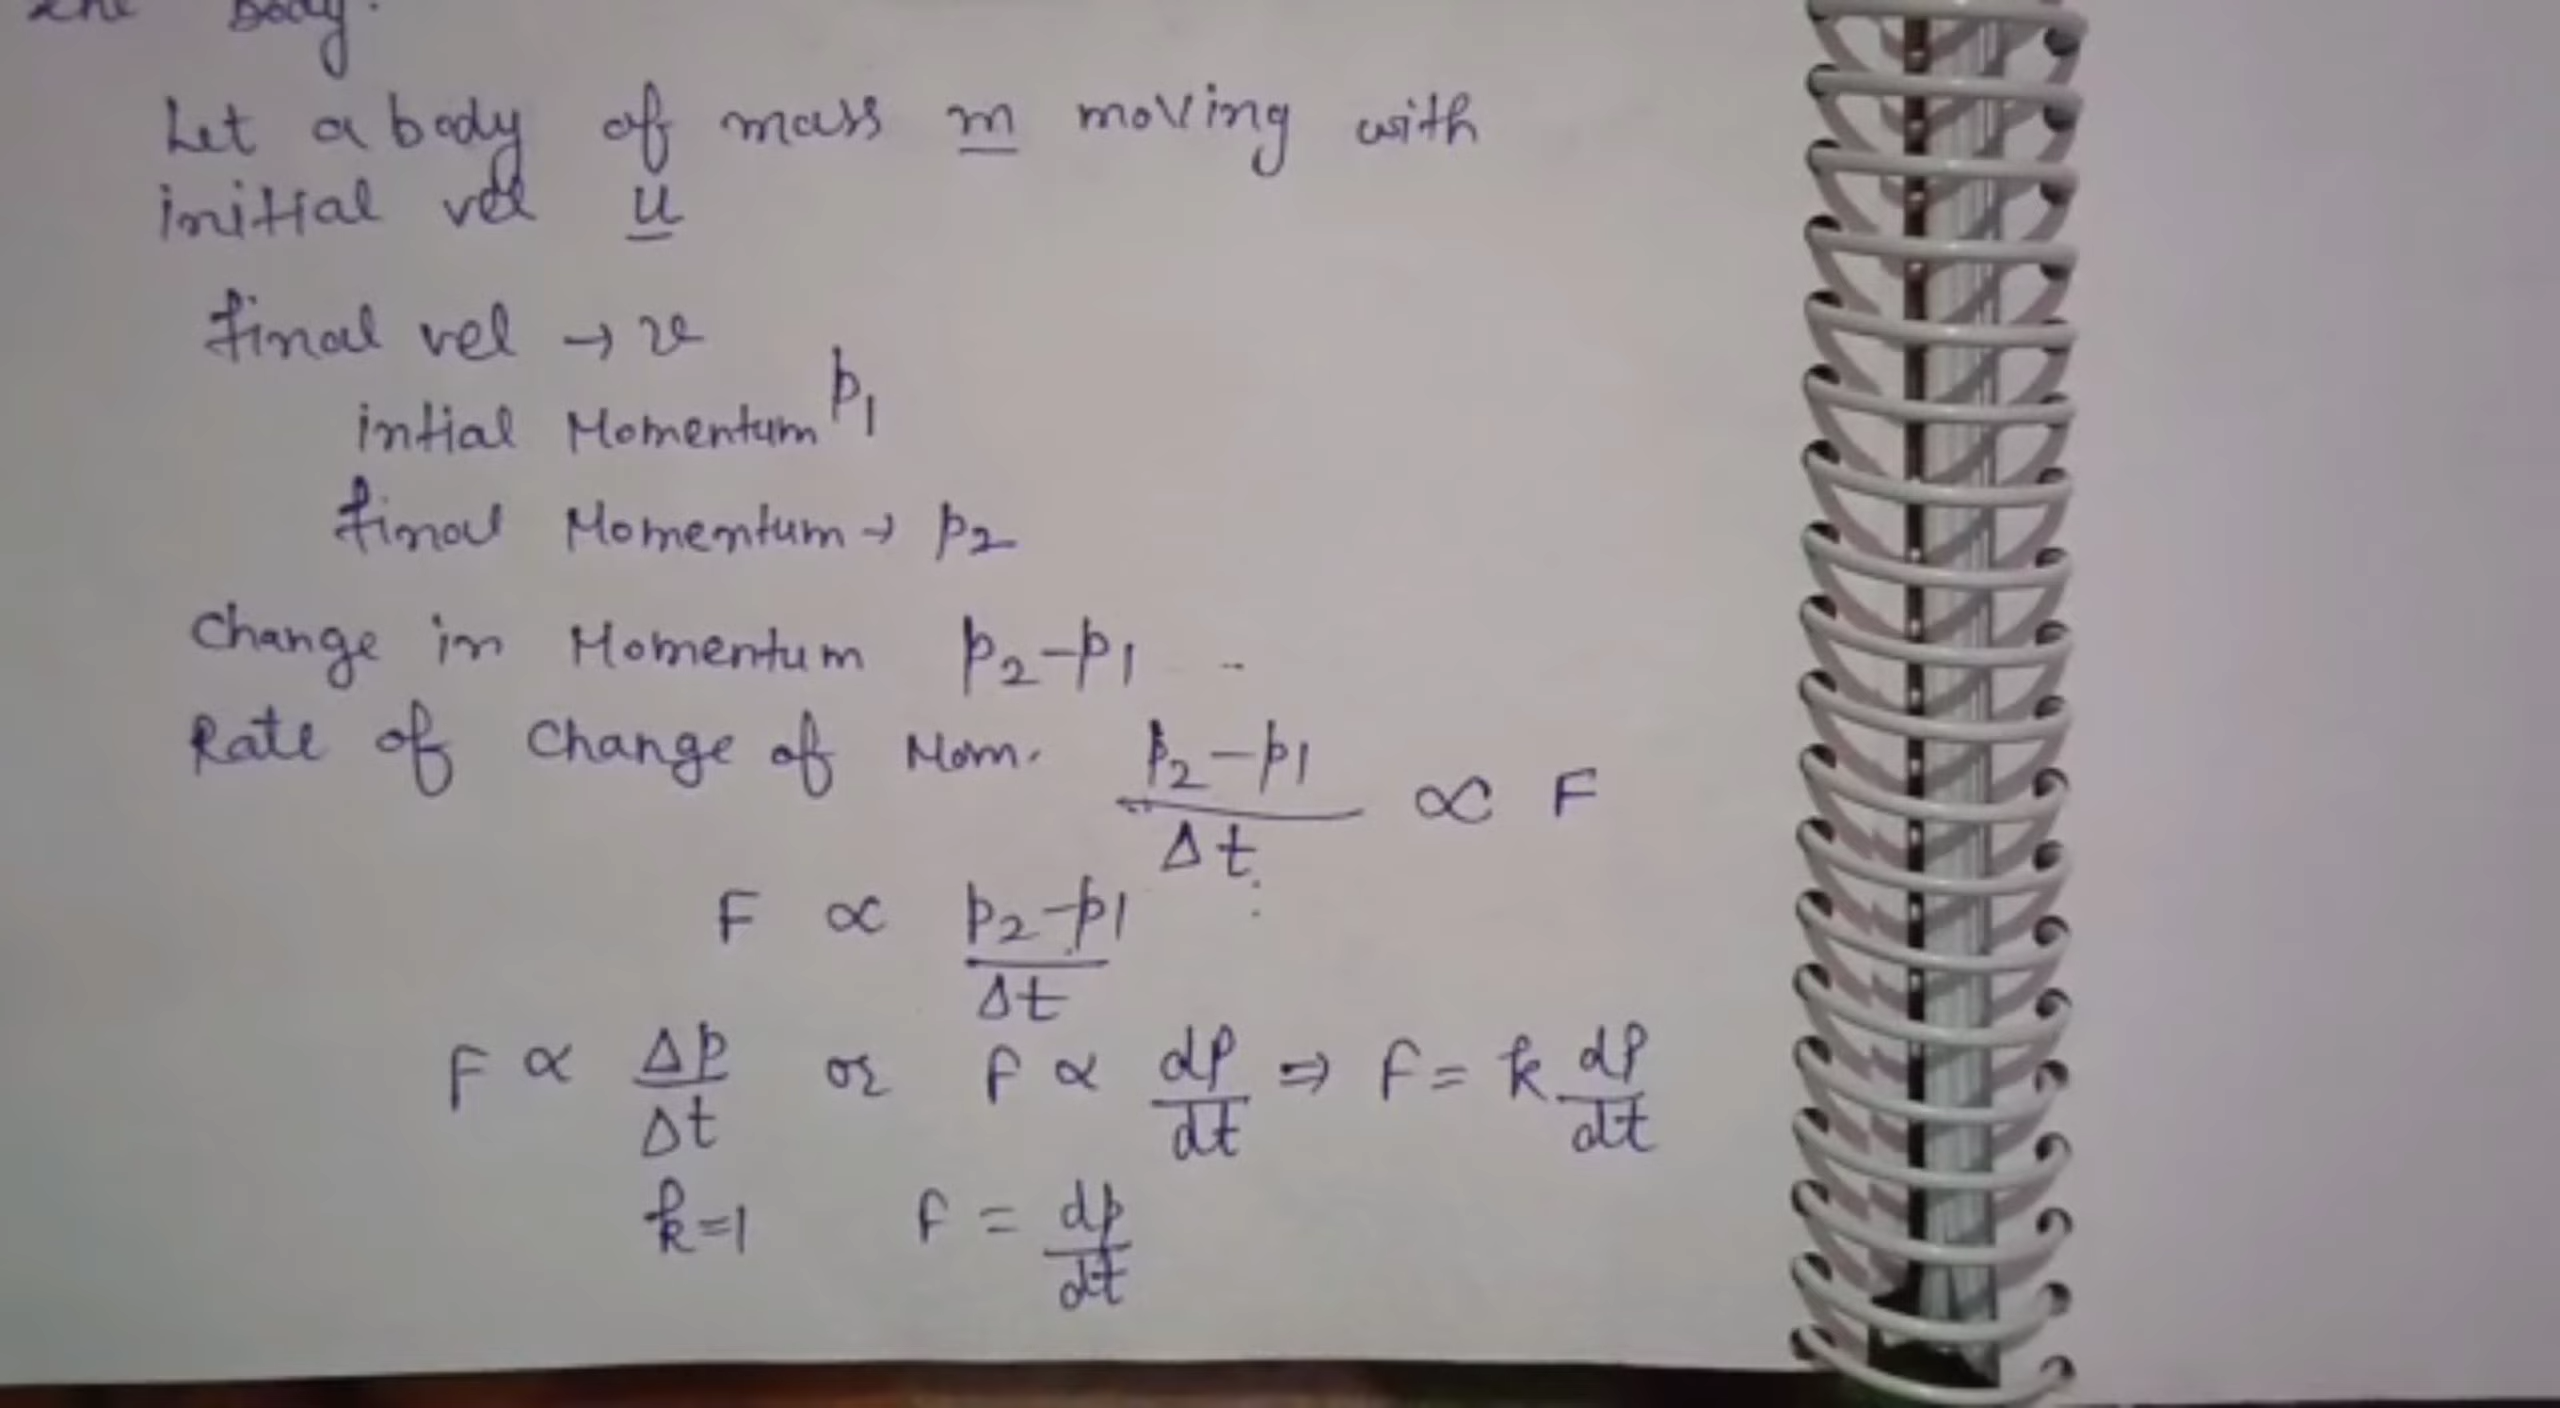 the body.
Let a body of mass m moving with
initial vel u
final vel → v
intial Momentum p₁
final Momentum → p₂
Change in Momentum p₂-p₁
Rate of Change of Mom. (p₂-p₁)/Δt ∝ F
F ∝ (p₂-p₁)/Δt
F ∝ Δp/Δt or F ∝ dp/dt ⇒ F = k dp/dt
k=1 F = dp/dt